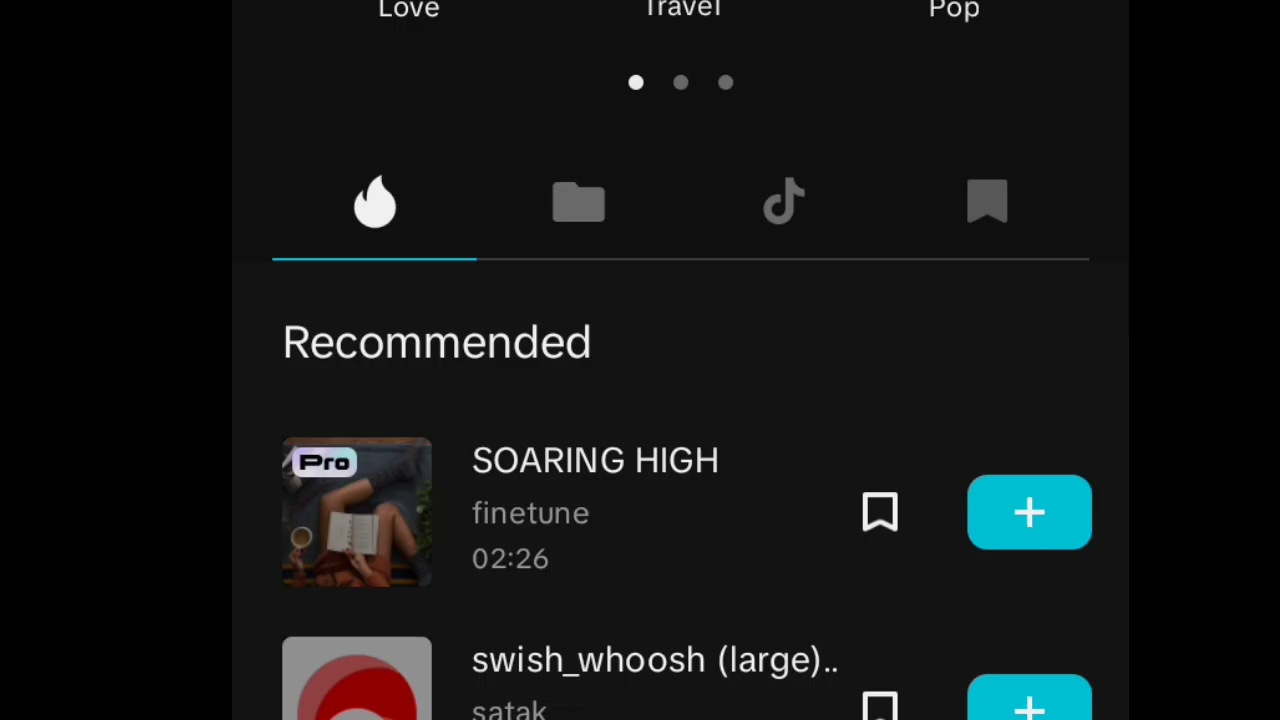 Love
Travel
Pop
Recommended
Pro
SOARING HIGH
finetune
02:26
swish_whoosh (large)..
satak